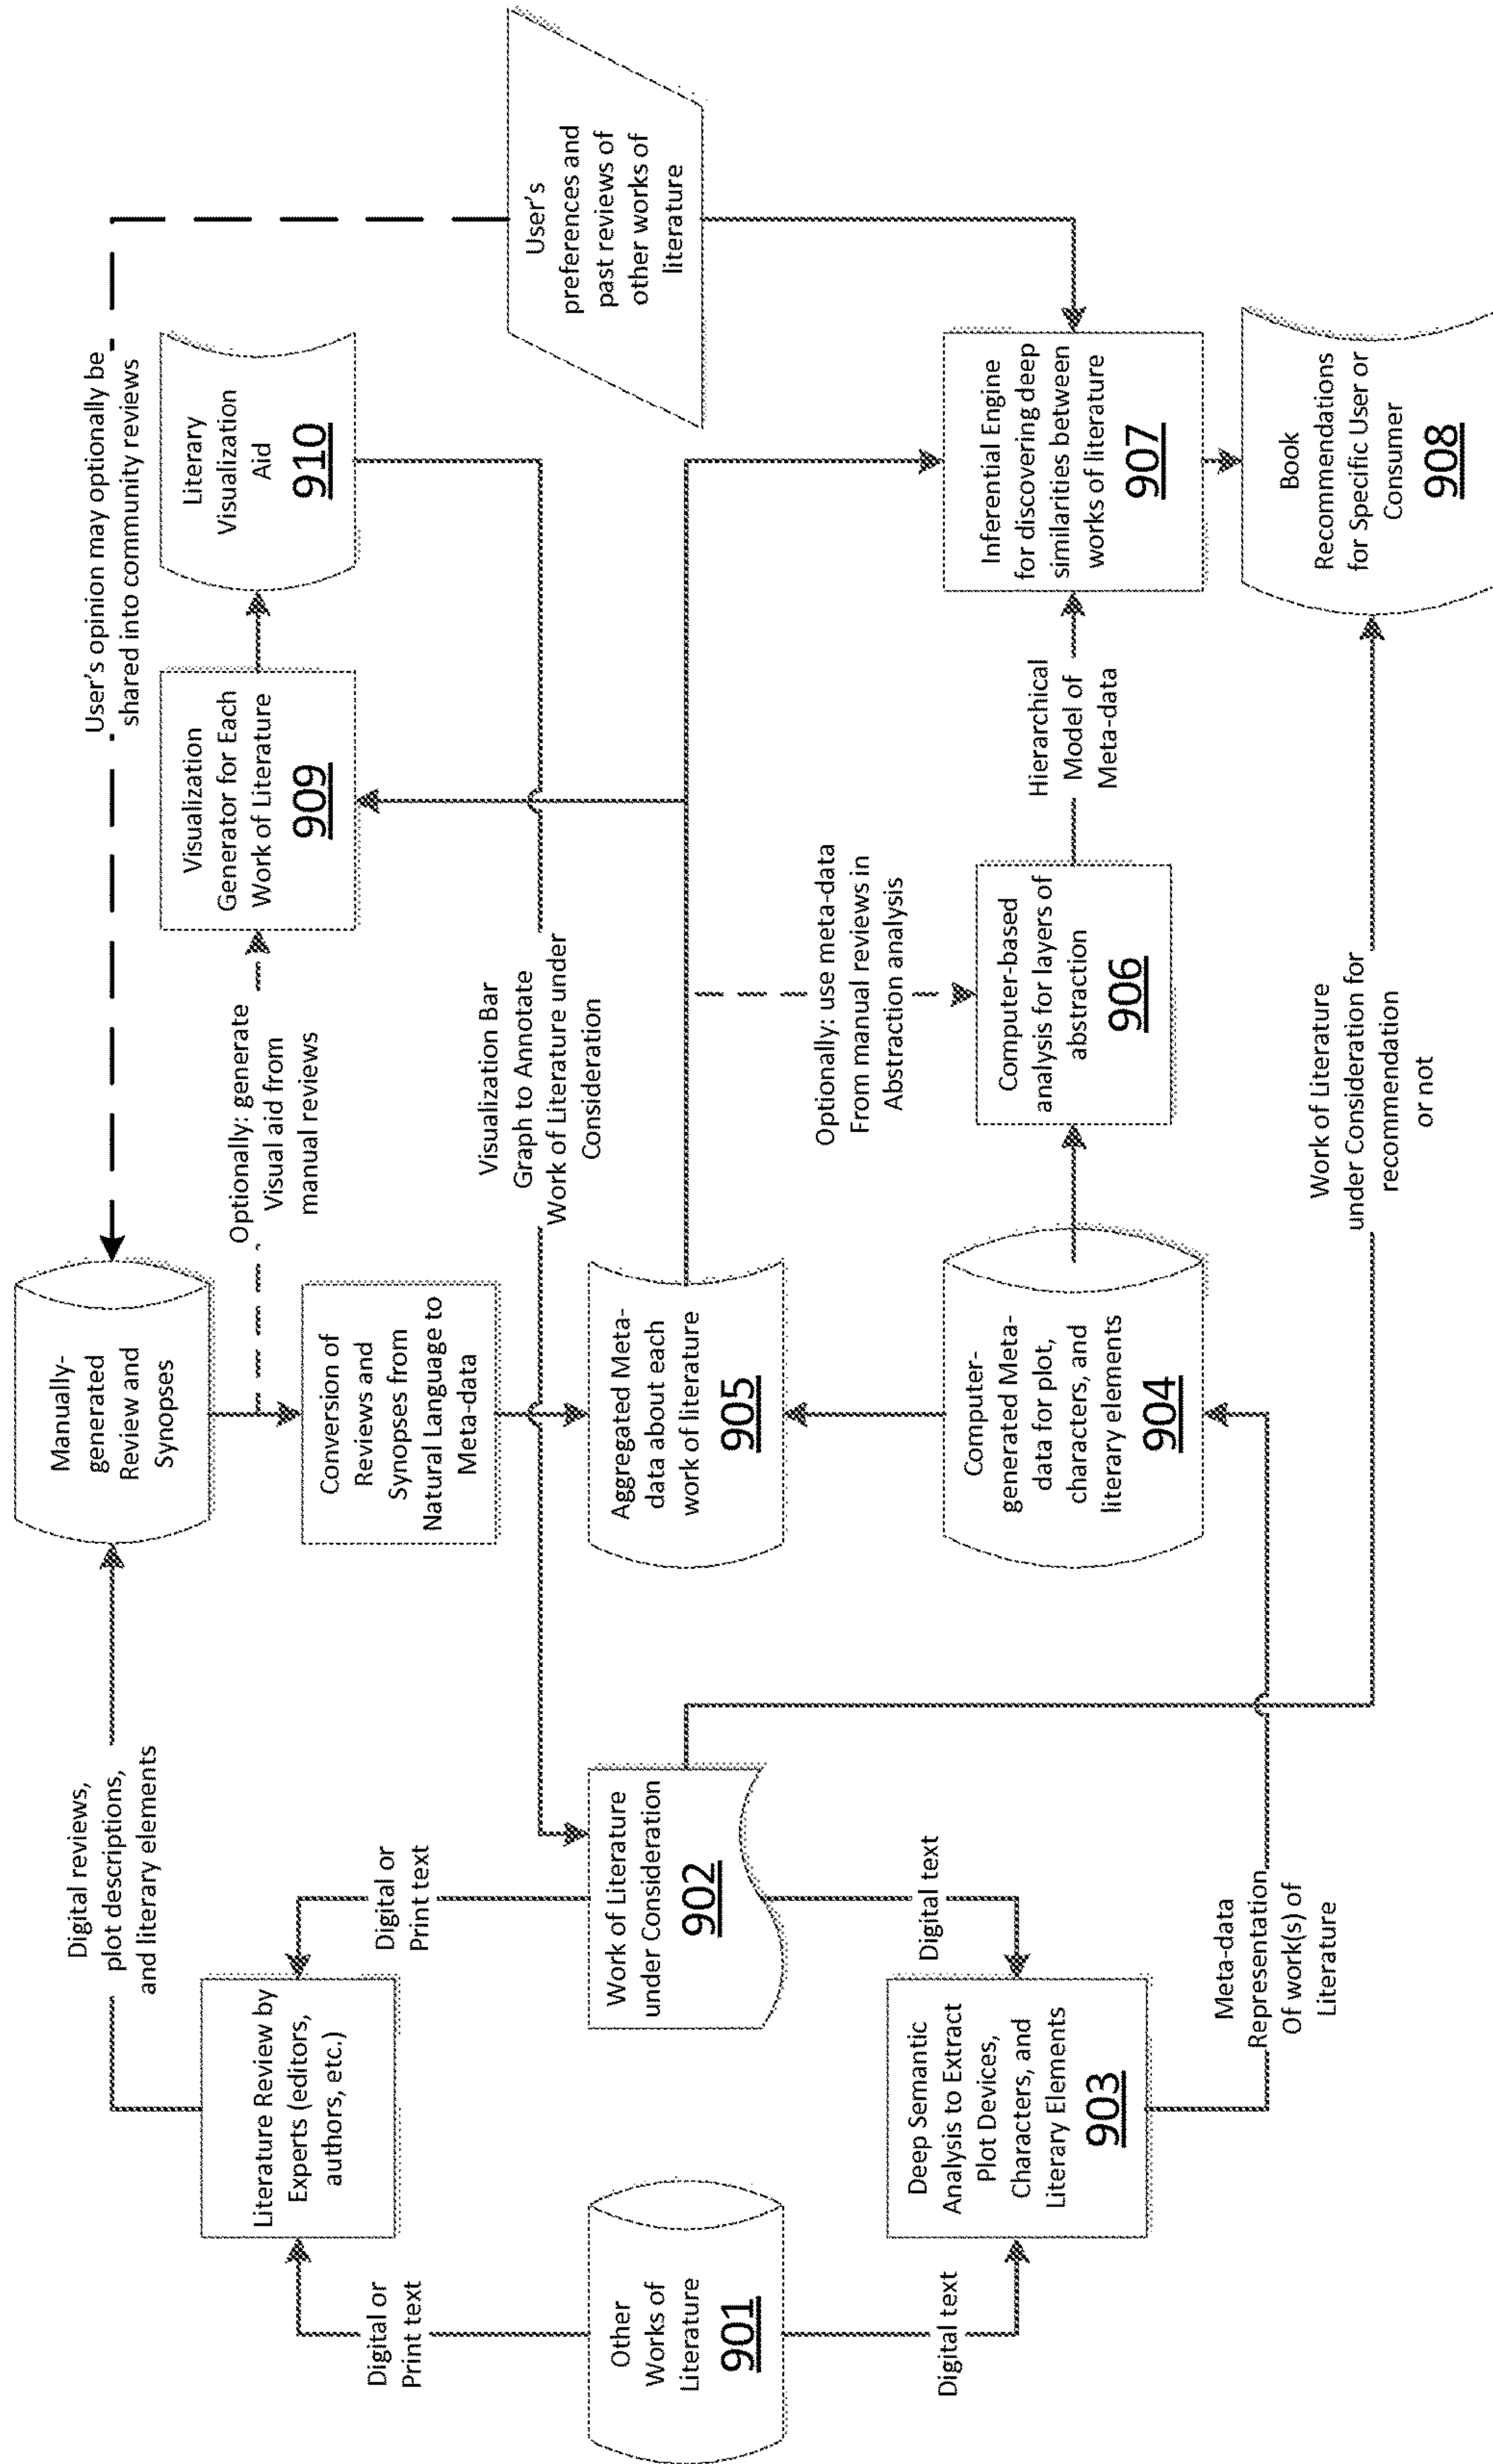 Digital reviews,
plot descriptions,
and literary elements
Manually-
generated
Review and
Synopses
User's opinion may optionally be
shared into community reviews
Literature Review by
Experts (editors,
authors, etc.)
Conversion of
Reviews and
Synopses from
Natural Language to
Meta-data
Optionally: generate
Visual aid from
manual reviews
Visualization
Generator for Each
Work of Literature
909
Literary
Visualization
Aid
910
Digital or
Print text
Digital or
Print text
Visualization Bar
Graph to Annotate
Work of Literature under
Consideration
User's
preferences and
past reviews of
other works of
literature
Other
Works of
Literature
901
Work of Literature
under Consideration
902
Aggregated Meta-
data about each
work of literature
905
Optionally: use meta-data
From manual reviews in
Abstraction analysis
Digital text
Digital text
Deep Semantic
Analysis to Extract
Plot Devices,
Characters, and
Literary Elements
903
Computer-
generated Meta-
data for plot,
characters, and
literary elements
904
Computer-based
analysis for layers of
abstraction
906
Hierarchical
Model of
Meta-data
Inferential Engine
for discovering deep
similarities between
works of literature
907
Meta-data
Representation
Of work(s) of
Literature
Work of Literature
under Consideration for
recommendation
or not
Book
Recommendations
for Specific User or
Consumer
908